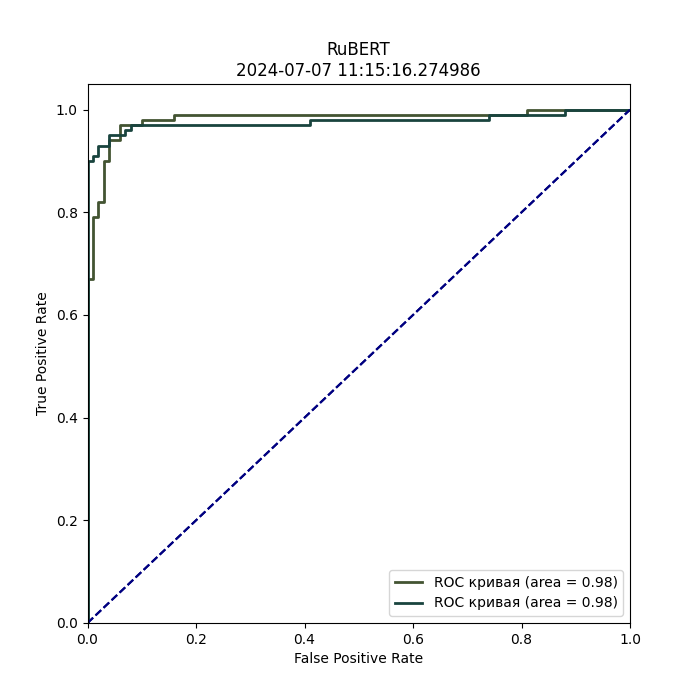 RuBERT
2024-07-07 11:15:16.274986
True Positive Rate
1.0
0.8
0.6
0.4
0.2
0.0
ROC кривая (area = 0.98)
ROC кривая (area = 0.98)
0.0
0.2
0.4
0.6
0.8
1.0
False Positive Rate